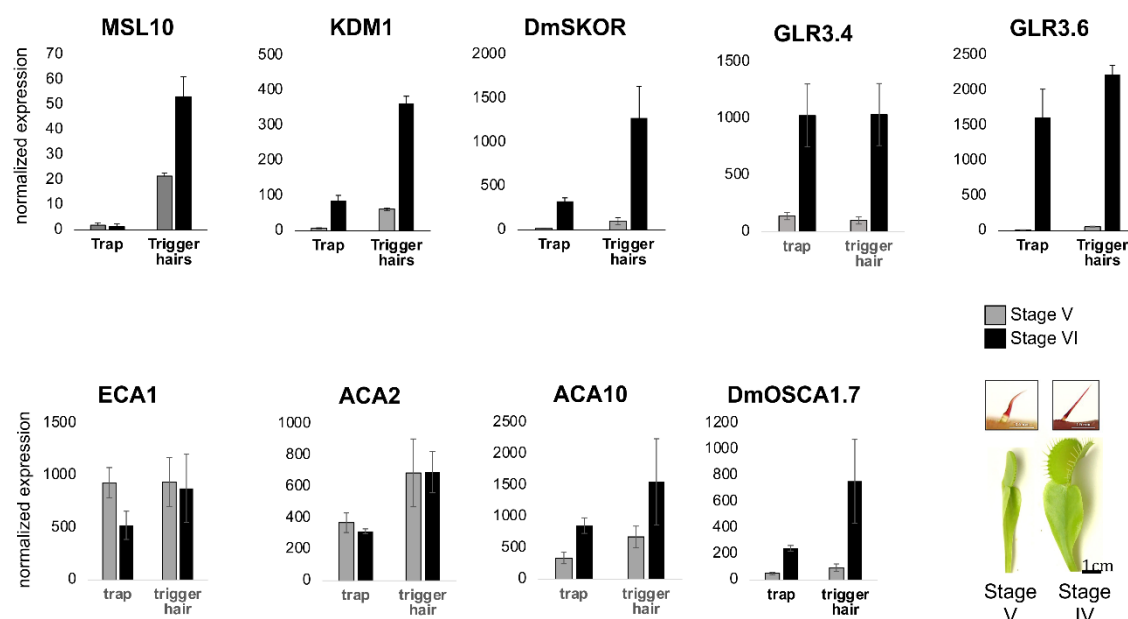 MSL10
KDM1
DmSKOR
GLR3.4
GLR3.6
normalized expression
70
60
50
40
30
20
10
0
Trap Trigger
hairs
500
400
300
200
100
0
Trap Trigger
hairs
2000
1500
1000
500
0
Trap Trigger
hairs
1500
1000
500
0
trap trigger
hair
2500
2000
1500
1000
500
0
Trap Trigger
hairs
Stage V
Stage VI
ECA1
ACA2
ACA10
DmOSCA1.7
normalized expression
1500
1000
500
0
trap trigger
hair
1000
800
600
400
200
0
trap trigger
hair
2500
2000
1500
1000
500
0
trap trigger
hair
1200
1000
800
600
400
200
0
trap trigger
hair
1cm
Stage Stage
V IV